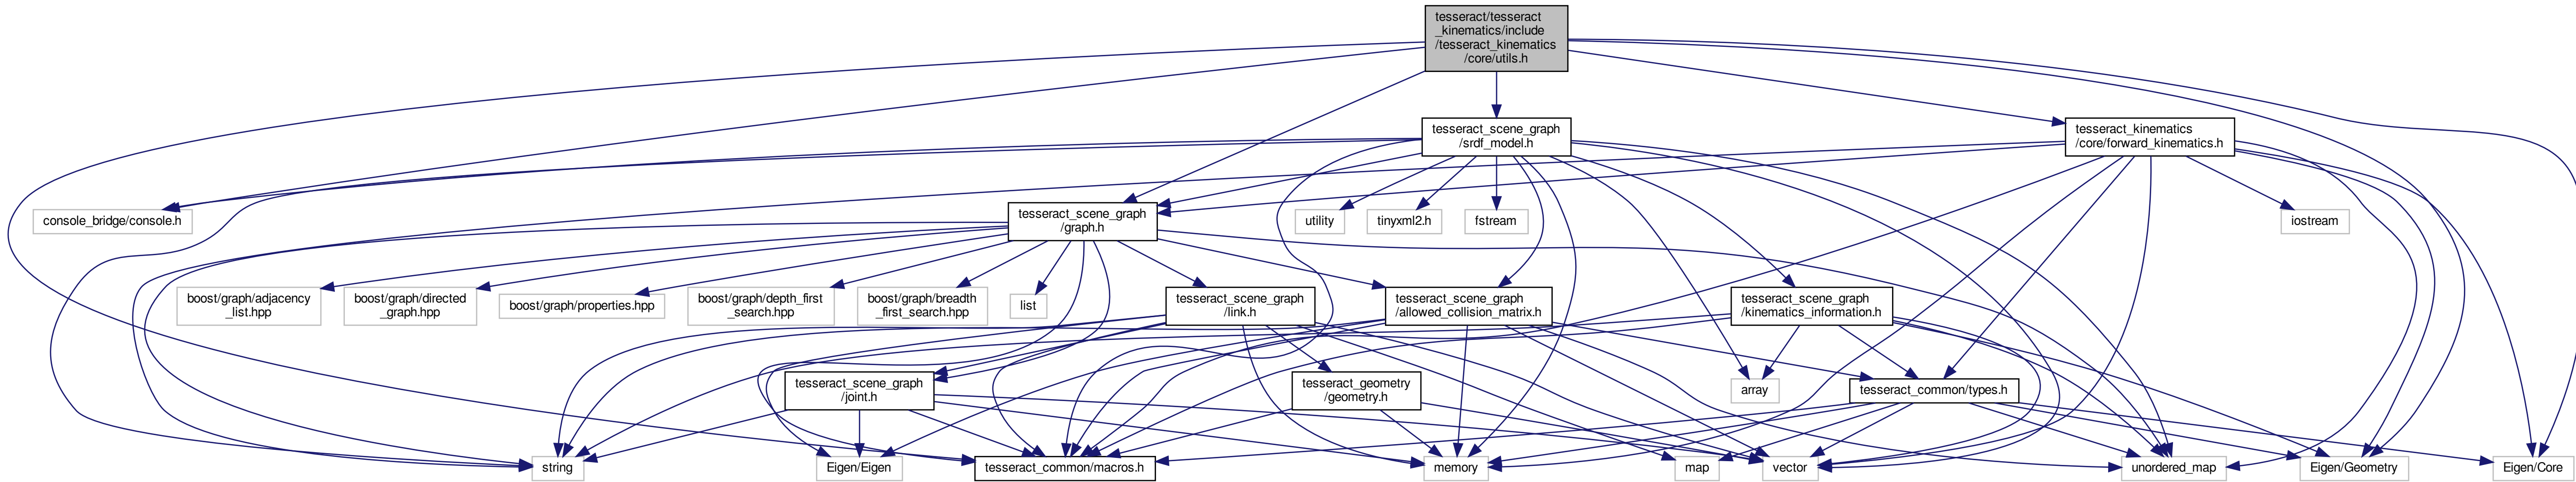 tesseract/tesseract
_kinematics/include
/tesseract_kinematics
/core/utils.h
tesseract_scene_graph
/srdf_model.h
tesseract_kinematics
/core/forward_kinematics.h
console_bridge/console.h
tesseract_scene_graph
/graph.h
utility
tinyxml2.h
fstream
iostream
boost/graph/adjacency
_list.hpp
boost/graph/directed
_graph.hpp
boost/graph/properties.hpp
boost/graph/depth_first
_search.hpp
boost/graph/breadth
_first_search.hpp
list
tesseract_scene_graph
/link.h
tesseract_scene_graph
/allowed_collision_matrix.h
tesseract_scene_graph
/kinematics_information.h
tesseract_scene_graph
/joint.h
tesseract_geometry
/geometry.h
array
tesseract_common/types.h
string
Eigen/Eigen
tesseract_common/macros.h
memory
map
vector
unordered_map
Eigen/Geometry
Eigen/Core